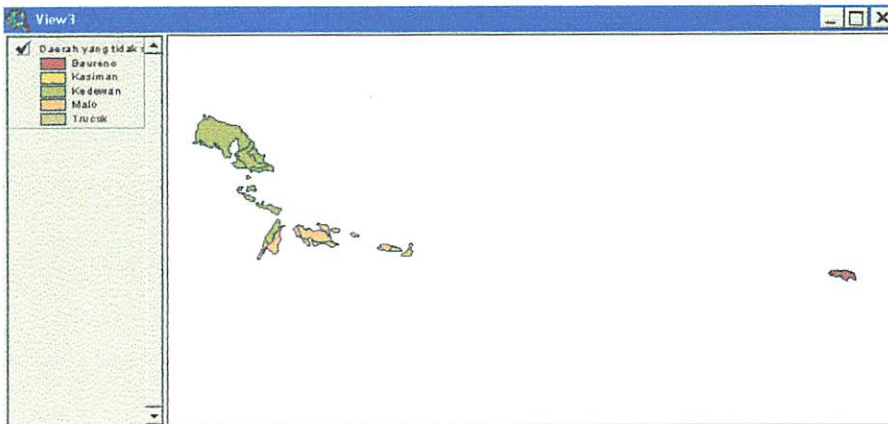 View3
Daerah yang tidak
Baureno
Kasiman
Kedewan
Malo
Trucuk